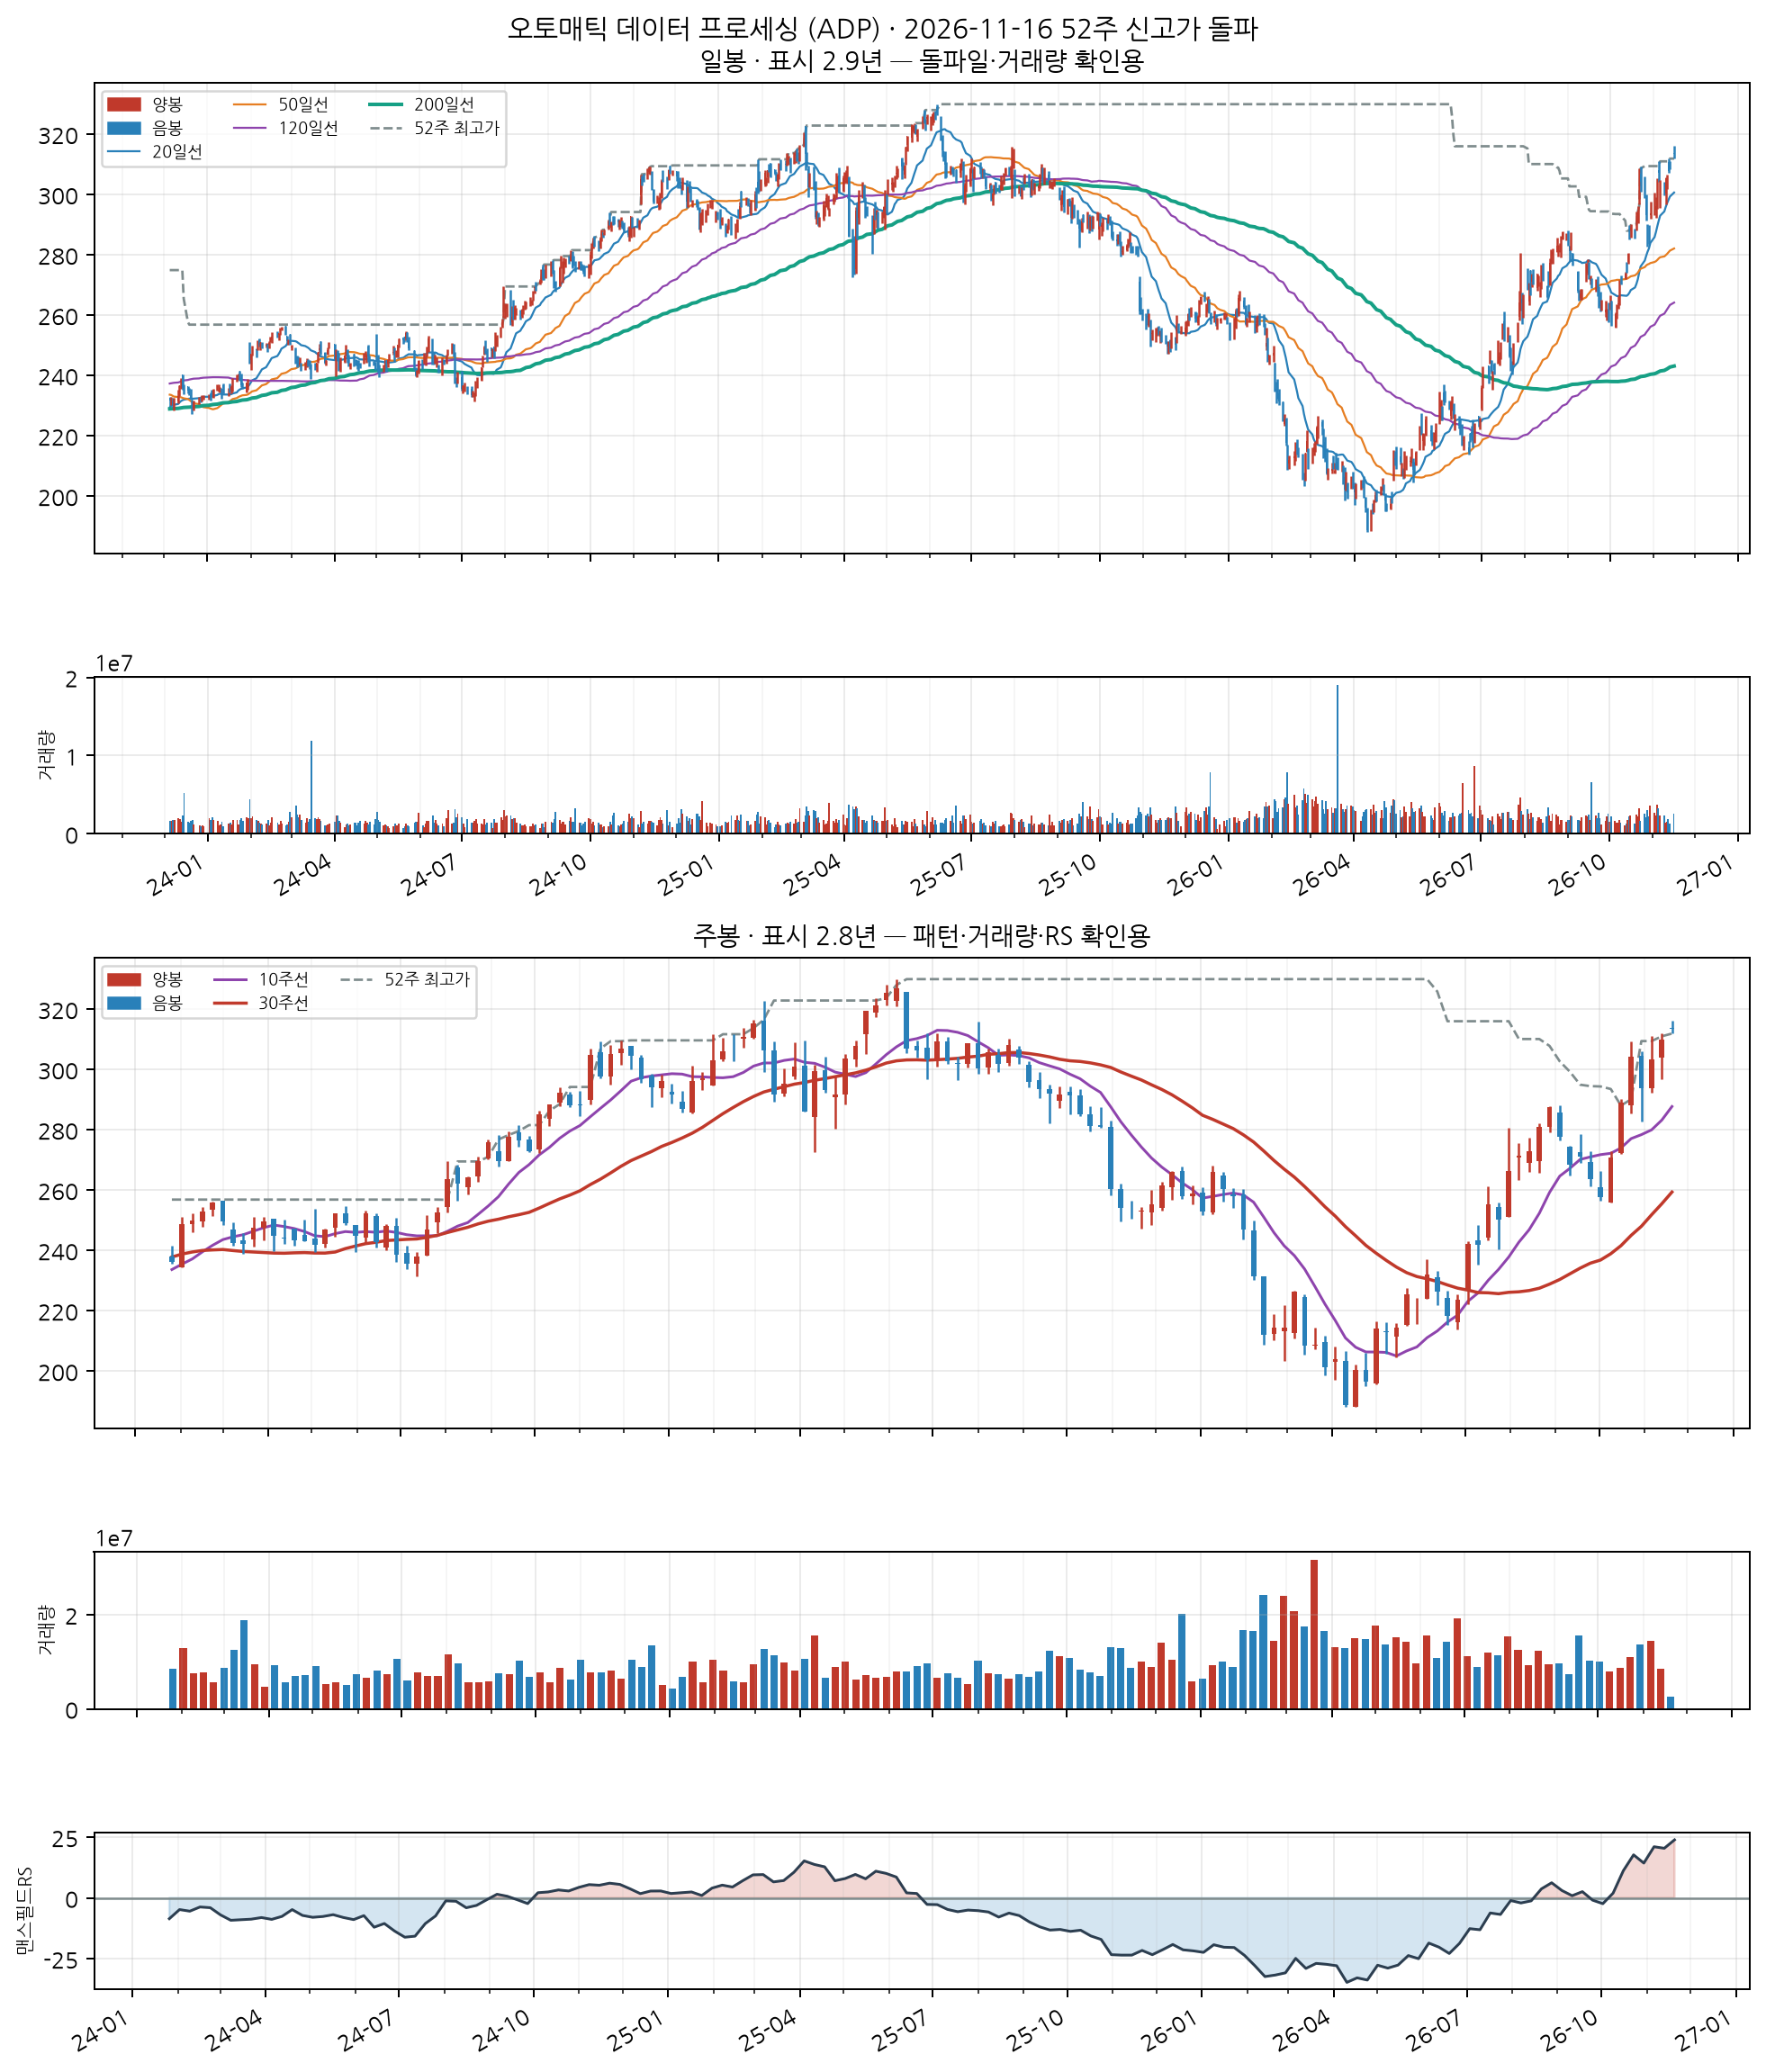 오토매틱 데이터 프로세싱 (ADP) · 2026-11-16 52주 신고가 돌파
일봉 · 표시 2.9년 — 돌파일·거래량 확인용
양봉 50일선 200일선
음봉 120일선 52주 최고가
20일선
320
300
280
260
240
220
200
1e7
2
1
0
거래량
24-01 24-04 24-07 24-10 25-01 25-04 25-07 25-10 26-01 26-04 26-07 26-10 27-01
주봉 · 표시 2.8년 — 패턴·거래량·RS 확인용
양봉 10주선 52주 최고가
음봉 30주선
320
300
280
260
240
220
200
1e7
2
0
거래량
25
0
-25
맨스필드RS
24-01 24-04 24-07 24-10 25-01 25-04 25-07 25-10 26-01 26-04 26-07 26-10 27-01